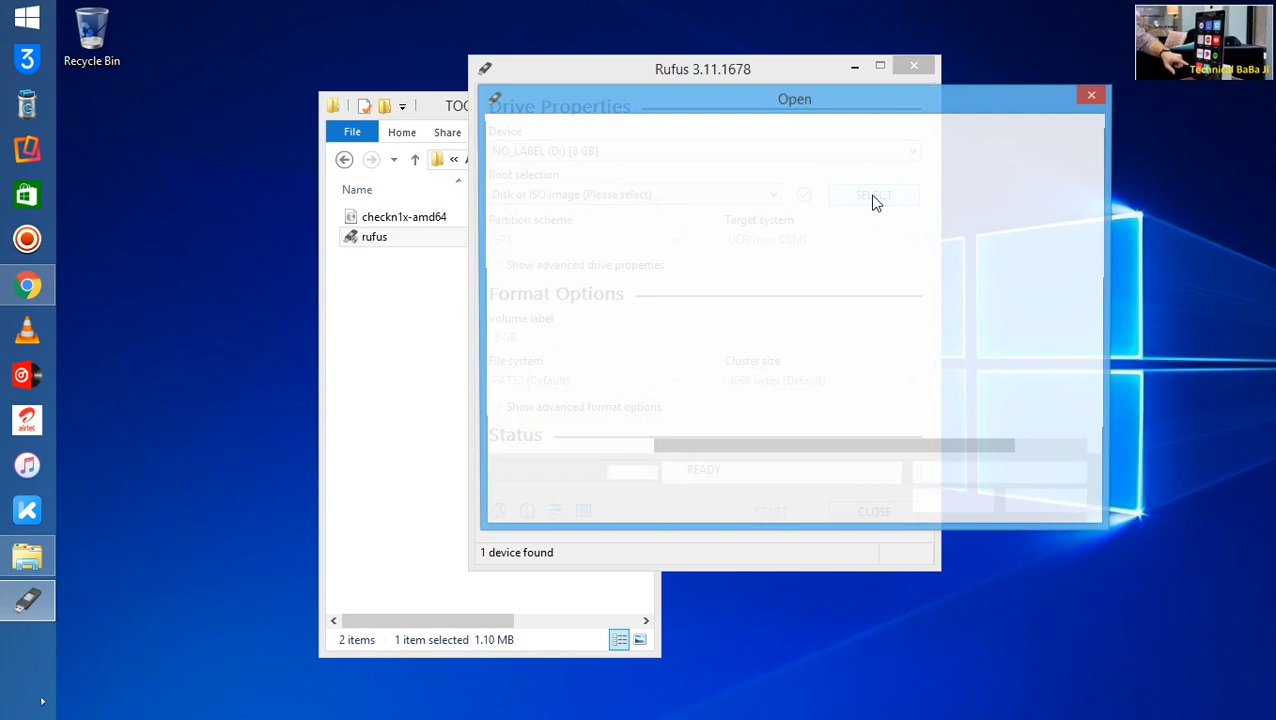 Recycle Bin
Technical BaBa Ji
Rufus 3.11.1678
TOO
File
Home
Share
Name
checkn1x-amd64
rufus
2 items
1 item selected 1.10 MB
Open
Drive Properties
Device
NO_LABEL (D:) [8 GB]
Boot selection
Disk or ISO image (Please select)
SELECT
Partition scheme
Target system
GPT
UEFI (non CSM)
Show advanced drive properties
Format Options
Volume label
8 GB
File system
Cluster size
FAT32 (Default)
4096 bytes (Default)
Show advanced format options
Status
READY
START
CLOSE
1 device found
airtel